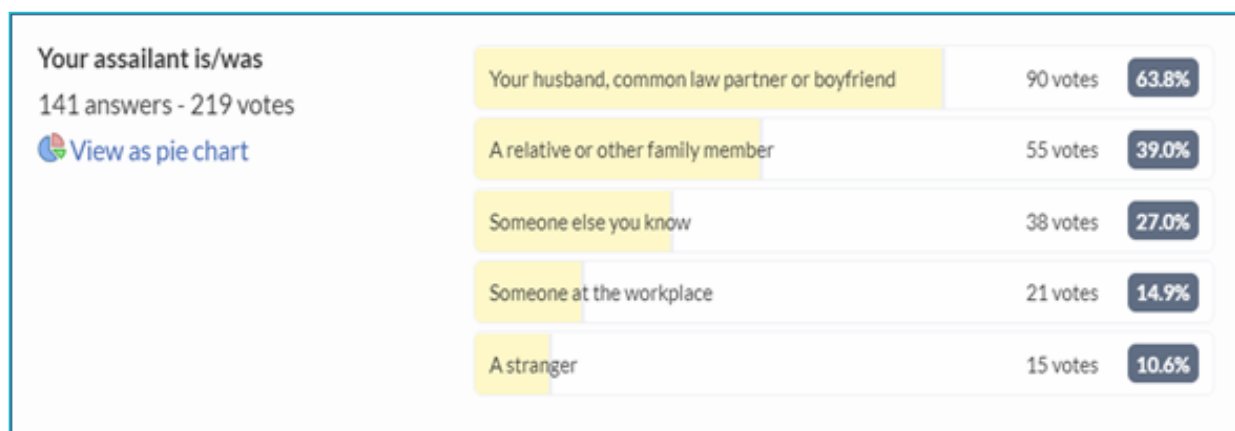 Your assailant is/was
141 answers - 219 votes
View as pie chart
Your husband, common law partner or boyfriend 90 votes 63.8%
A relative or other family member 55 votes 39.0%
Someone else you know 38 votes 27.0%
Someone at the workplace 21 votes 14.9%
A stranger 15 votes 10.6%